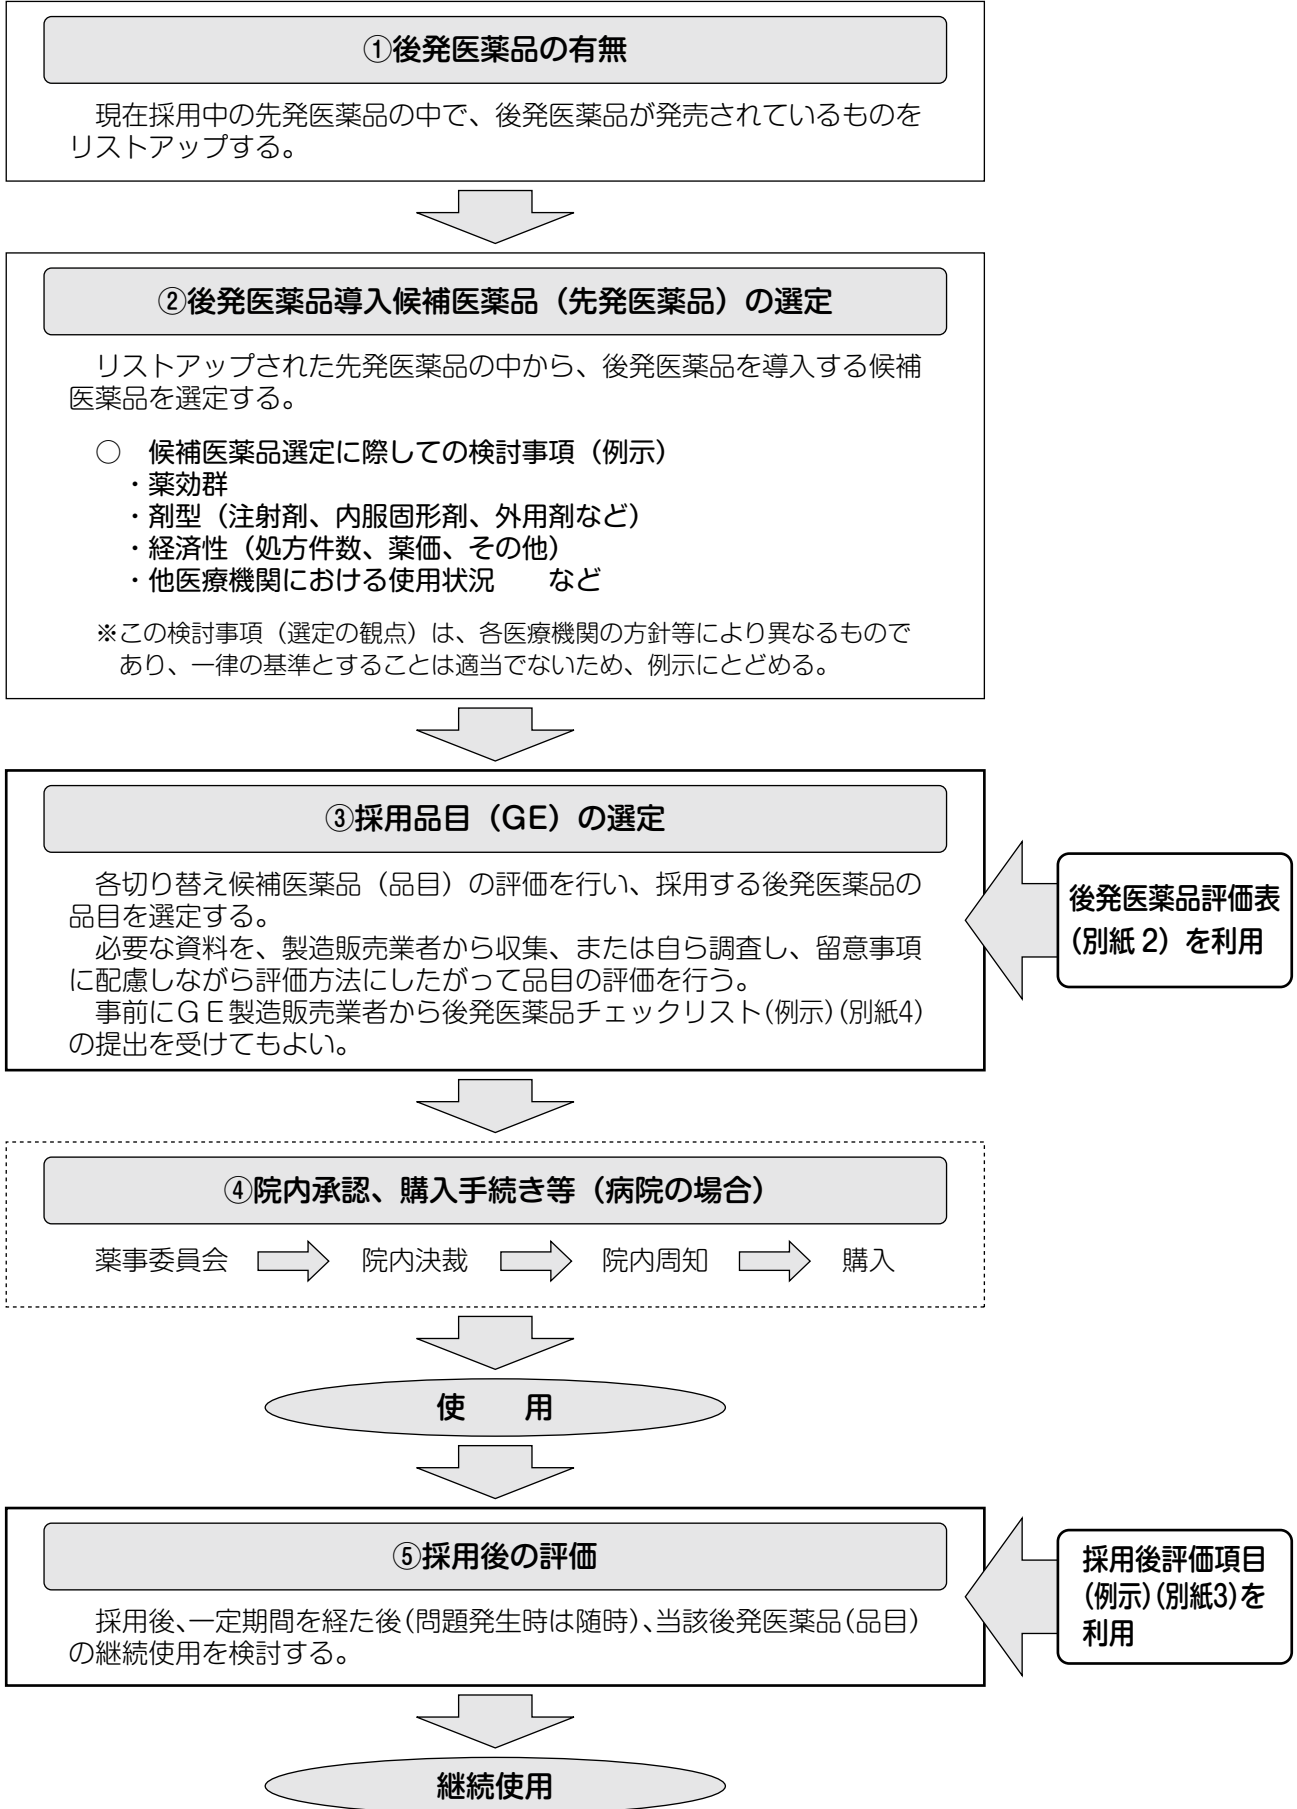 ①後発医薬品の有無
現在採用中の先発医薬品の中で、後発医薬品が発売されているものを
リストアップする。
②後発医薬品導入候補医薬品（先発医薬品）の選定
リストアップされた先発医薬品の中から、後発医薬品を導入する候補
医薬品を選定する。
○　候補医薬品選定に際しての検討事項（例示）
・薬効群
・剤型（注射剤、内服固形剤、外用剤など）
・経済性（処方件数、薬価、その他）
・他医療機関における使用状況　　など
※この検討事項（選定の観点）は、各医療機関の方針等により異なるもので
あり、一律の基準とすることは適当でないため、例示にとどめる。
③採用品目（GE）の選定
各切り替え候補医薬品（品目）の評価を行い、採用する後発医薬品の
品目を選定する。
必要な資料を、製造販売業者から収集、または自ら調査し、留意事項
に配慮しながら評価方法にしたがって品目の評価を行う。
事前にＧＥ製造販売業者から後発医薬品チェックリスト(例示)(別紙4)
の提出を受けてもよい。
後発医薬品評価表
(別紙2）を利用
④院内承認、購入手続き等（病院の場合）
薬事委員会　院内決裁　院内周知　購入
使　用
⑤採用後の評価
採用後、一定期間を経た後(問題発生時は随時)、当該後発医薬品(品目)
の継続使用を検討する。
採用後評価項目
(例示)(別紙3)を
利用
継続使用